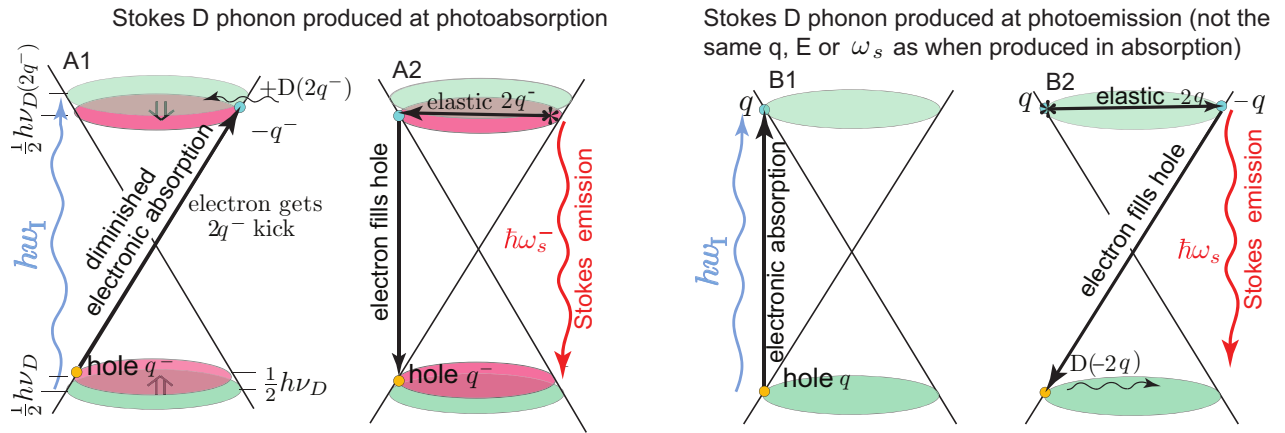 Stokes D phonon produced at photoabsorption
Stokes D phonon produced at photoemission (not the
same q, E or ω_s as when produced in absorption)
A1
½hν_D(2q⁻)
+D(2q⁻)
−q⁻
ħω_I
diminished
electronic absorption
electron gets
2q⁻ kick
hole q⁻
½hν_D
½hν_D
A2
elastic 2q⁻
*
electron fills hole
ħω_s⁻
Stokes emission
hole q⁻
B1
q
ħω_I
electronic absorption
hole q
B2
q
*
elastic -2q
−q
electron fills hole
ħω_s
Stokes emission
D(−2q)